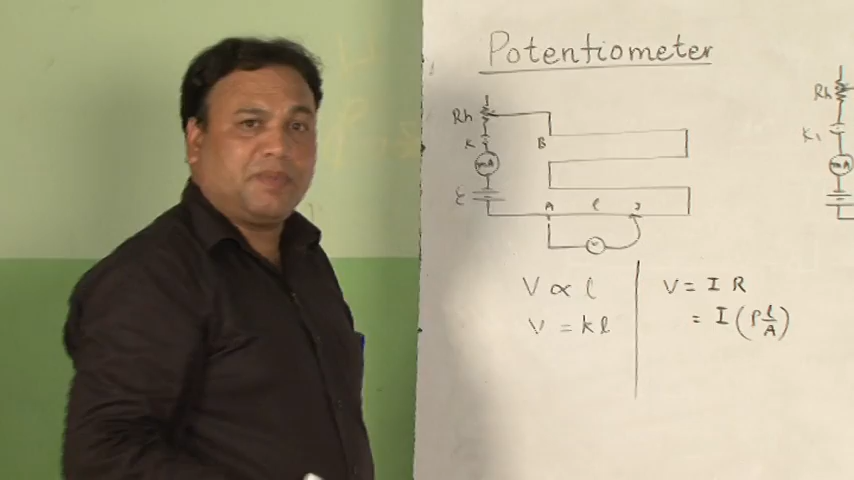 Potentiometer
Rh
K
mA
B
A l J
V
Rh
K₁
mA
V ∝ l
V = kl
V = I R
= I (ρ l/A)